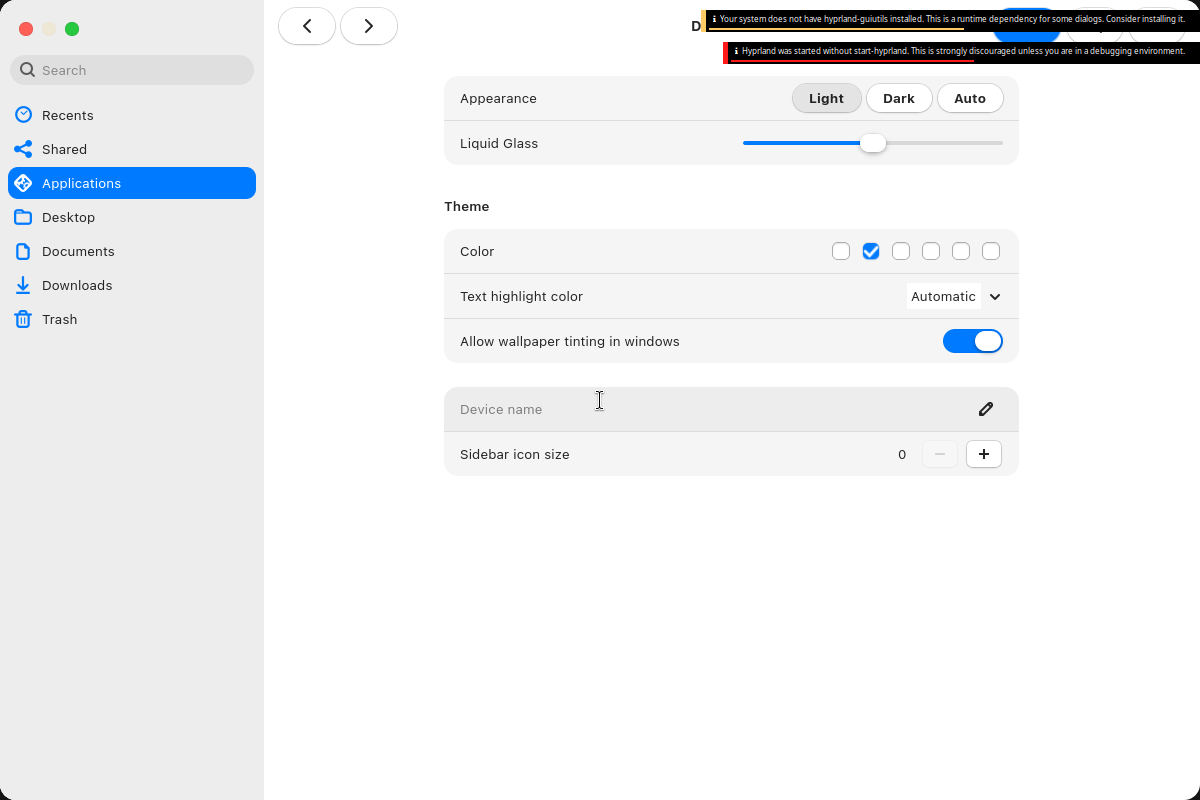 Your system does not have hyprland-guiutils installed. This is a runtime dependency for some dialogs. Consider installing it.
Hyprland was started without start-hyprland. This is strongly discouraged unless you are in a debugging environment.
Search
Recents
Shared
Applications
Desktop
Documents
Downloads
Trash
Appearance
Light Dark Auto
Liquid Glass
Theme
Color
Text highlight color
Automatic
Allow wallpaper tinting in windows
Device name
Sidebar icon size
0